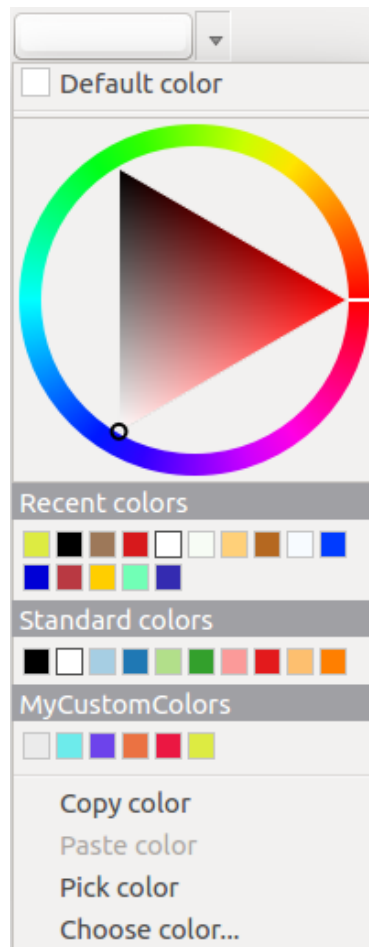 Default color
Recent colors
Standard colors
MyCustomColors
Copy color
Paste color
Pick color
Choose color...